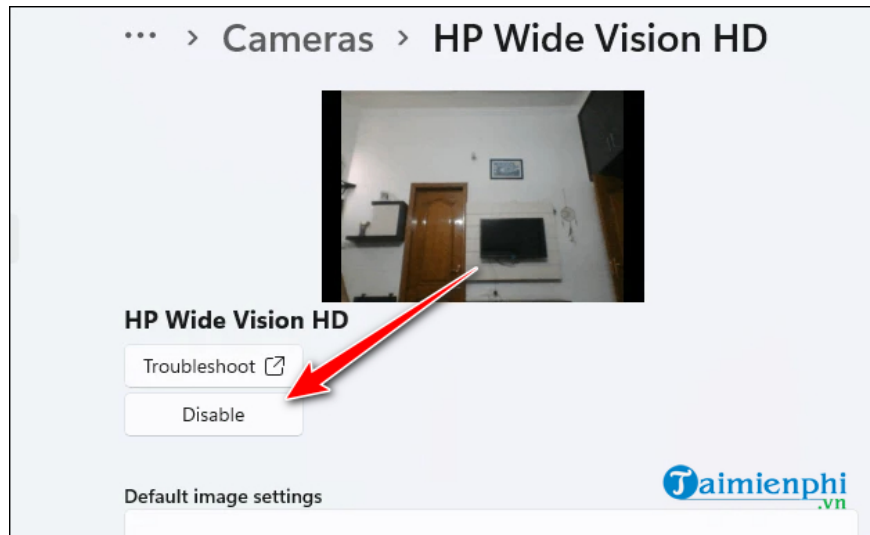 ... > Cameras > HP Wide Vision HD
HP Wide Vision HD
Troubleshoot
Disable
Default image settings
Taimienphi
.vn